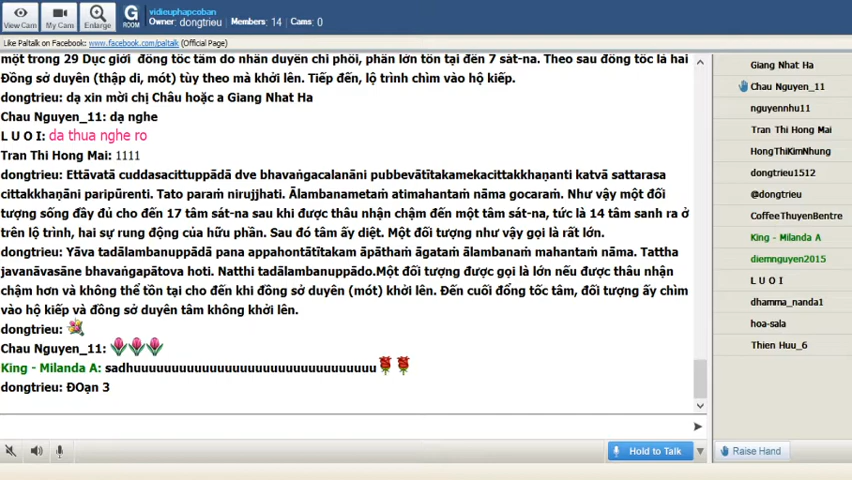 View Cam
My Cam
Enlarge
G
ROOM
vidieuphapcoban
Owner: dongtrieu Members: 14 Cams: 0
Like Paltalk on Facebook: www.facebook.com/paltalk (Official Page)
một trong 29 Dục giới đổng tốc tâm do nhân duyên chi phối, phần lớn tồn tại đến 7 sát-na. Theo sau đổng tốc là hai
Đồng sở duyên (thập di, mót) tùy theo mà khởi lên. Tiếp đến, lộ trình chìm vào hộ kiếp.
dongtrieu: dạ xin mời chị Châu hoặc a Giang Nhat Ha
Chau Nguyen_11: dạ nghe
L U O I: da thua nghe ro
Tran Thi Hong Mai: 1111
dongtrieu: Ettāvatā cuddasacittuppādā dve bhavaṅgacalanāni pubbevātītakamekacittakkhaṇanti katvā sattarasa
cittakkhaṇāni paripūrenti. Tato paraṁ nirujjhati. Ālambanametaṁ atimahantaṁ nāma gocaraṁ. Như vậy một đối
tượng sống đầy đủ cho đến 17 tâm sát-na sau khi được thâu nhận chậm đến một tâm sát-na, tức là 14 tâm sanh ra ở
trên lộ trình, hai sự rung động của hữu phần. Sau đó tâm ấy diệt. Một đối tượng như vậy gọi là rất lớn.
dongtrieu: Yāva tadālambanuppādā pana appahontātītakam āpāthaṁ āgataṁ ālambanaṁ mahantaṁ nāma. Tattha
javanāvasāne bhavaṅgapātova hoti. Natthi tadālambanuppādo.Một đối tượng được gọi là lớn nếu được thâu nhận
chậm hơn và không thể tồn tại cho đến khi đồng sở duyên (mót) khởi lên. Đến cuối đổng tốc tâm, đối tượng ấy chìm
vào hộ kiếp và đồng sở duyên tâm không khởi lên.
dongtrieu:
Chau Nguyen_11:
King - Milanda A: sadhuuuuuuuuuuuuuuuuuuuuuuuuuuuuuuuu
dongtrieu: ĐOạn 3
Hold to Talk
Giang Nhat Ha
Chau Nguyen_11
nguyennhu11
Tran Thi Hong Mai
HongThiKimNhung
dongtrieu1512
@dongtrieu
CoffeeThuyenBentre
King - Milanda A
diemnguyen2015
L U O I
dhamma_nanda1
hoa-sala
Thien Huu_6
Raise Hand